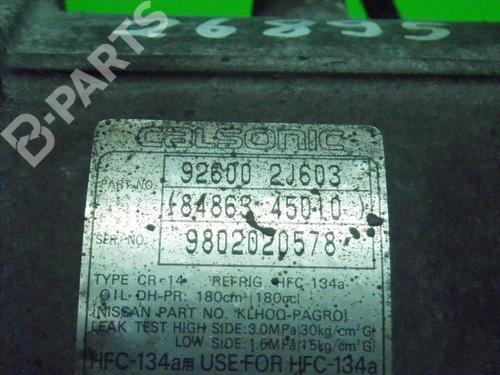 76895
B-PARTS
calsonic
PART NO. 92600 2J603
(84863 45010)
SER. NO. 9802020578
TYPE CR-14 REFRIG. HFC 134a
OIL DH-PR: 180cm³ (180cc)
(NISSAN PART NO. KLH00-PAGR0)
LEAK TEST HIGH SIDE: 3.0MPa(30kg/cm²G)
LOW SIDE: 1.5MPa(15kg/cm²G)
HFC-134a用 USE FOR HFC-134a